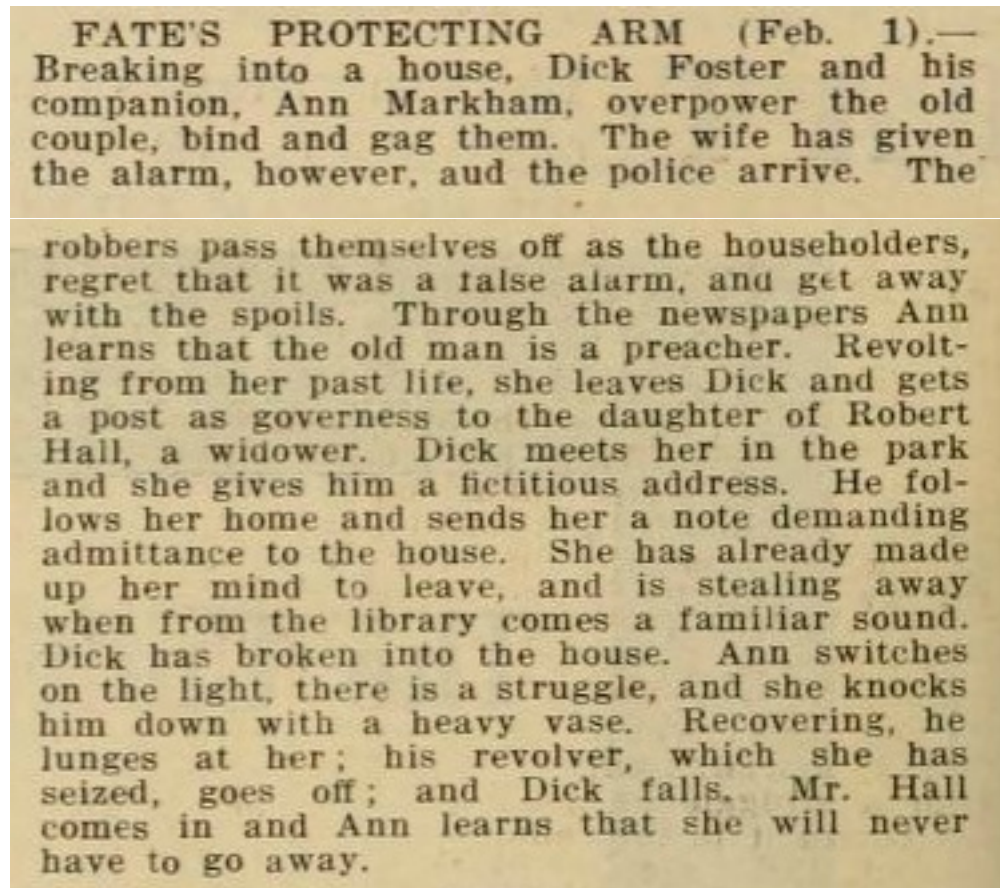 FATE'S PROTECTING ARM (Feb. 1).—
Breaking into a house, Dick Foster and his
companion, Ann Markham, overpower the old
couple, bind and gag them. The wife has given
the alarm, however, aud the police arrive. The
robbers pass themselves off as the householders,
regret that it was a false alarm, and get away
with the spoils. Through the newspapers Ann
learns that the old man is a preacher. Revolt-
ing from her past life, she leaves Dick and gets
a post as governess to the daughter of Robert
Hall, a widower. Dick meets her in the park
and she gives him a fictitious address. He fol-
lows her home and sends her a note demanding
admittance to the house. She has already made
up her mind to leave, and is stealing away
when from the library comes a familiar sound.
Dick has broken into the house. Ann switches
on the light, there is a struggle, and she knocks
him down with a heavy vase. Recovering, he
lunges at her; his revolver, which she has
seized, goes off; and Dick falls. Mr. Hall
comes in and Ann learns that she will never
have to go away.